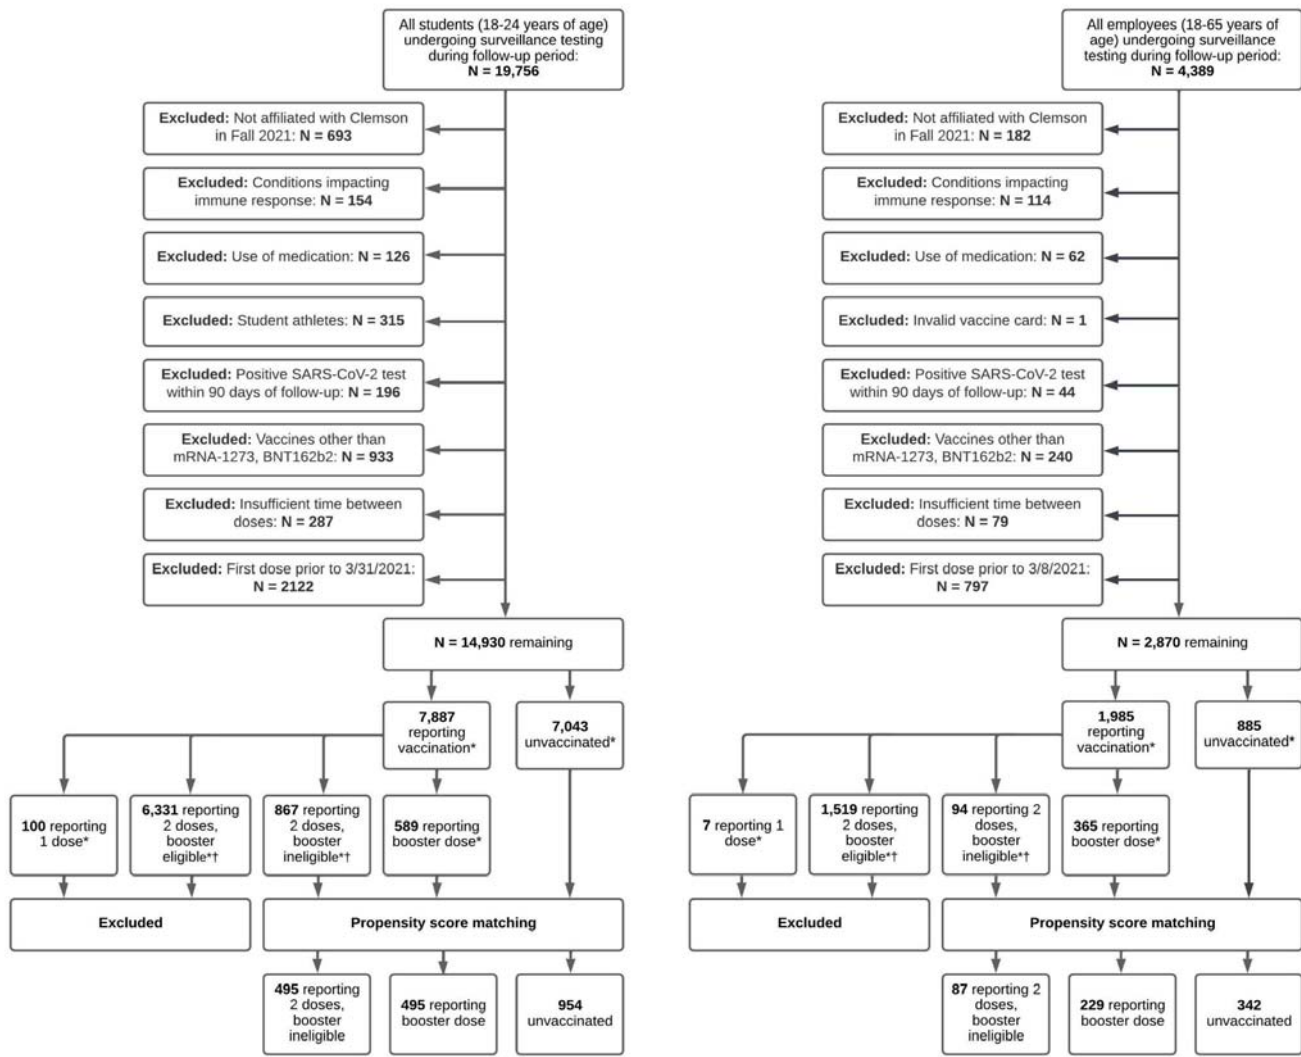 All students (18-24 years of age)
undergoing surveillance testing
during follow-up period:
N = 19,756
Excluded: Not affiliated with Clemson
in Fall 2021: N = 693
Excluded: Conditions impacting
immune response: N = 154
Excluded: Use of medication: N = 126
Excluded: Student athletes: N = 315
Excluded: Positive SARS-CoV-2 test
within 90 days of follow-up: N = 196
Excluded: Vaccines other than
mRNA-1273, BNT162b2: N = 933
Excluded: Insufficient time between
doses: N = 287
Excluded: First dose prior to 3/31/2021:
N = 2122
N = 14,930 remaining
7,887
reporting
vaccination*
7,043
unvaccinated*
100 reporting
1 dose*
6,331 reporting
2 doses,
booster
eligible*†
867 reporting
2 doses,
booster
ineligible*†
589 reporting
booster dose*
Excluded
Propensity score matching
495 reporting
2 doses,
booster
ineligible
495 reporting
booster dose
954
unvaccinated
All employees (18-65 years of
age) undergoing surveillance
testing during follow-up period:
N = 4,389
Excluded: Not affiliated with Clemson
in Fall 2021: N = 182
Excluded: Conditions impacting
immune response: N = 114
Excluded: Use of medication: N = 62
Excluded: Invalid vaccine card: N = 1
Excluded: Positive SARS-CoV-2 test
within 90 days of follow-up: N = 44
Excluded: Vaccines other than
mRNA-1273, BNT162b2: N = 240
Excluded: Insufficient time between
doses: N = 79
Excluded: First dose prior to 3/8/2021:
N = 797
N = 2,870 remaining
1,985
reporting
vaccination*
885
unvaccinated*
7 reporting 1
dose*
1,519 reporting
2 doses,
booster
eligible*†
94 reporting 2
doses,
booster
ineligible*†
365 reporting
booster dose*
Excluded
Propensity score matching
87 reporting 2
doses,
booster
ineligible
229 reporting
booster dose
342
unvaccinated